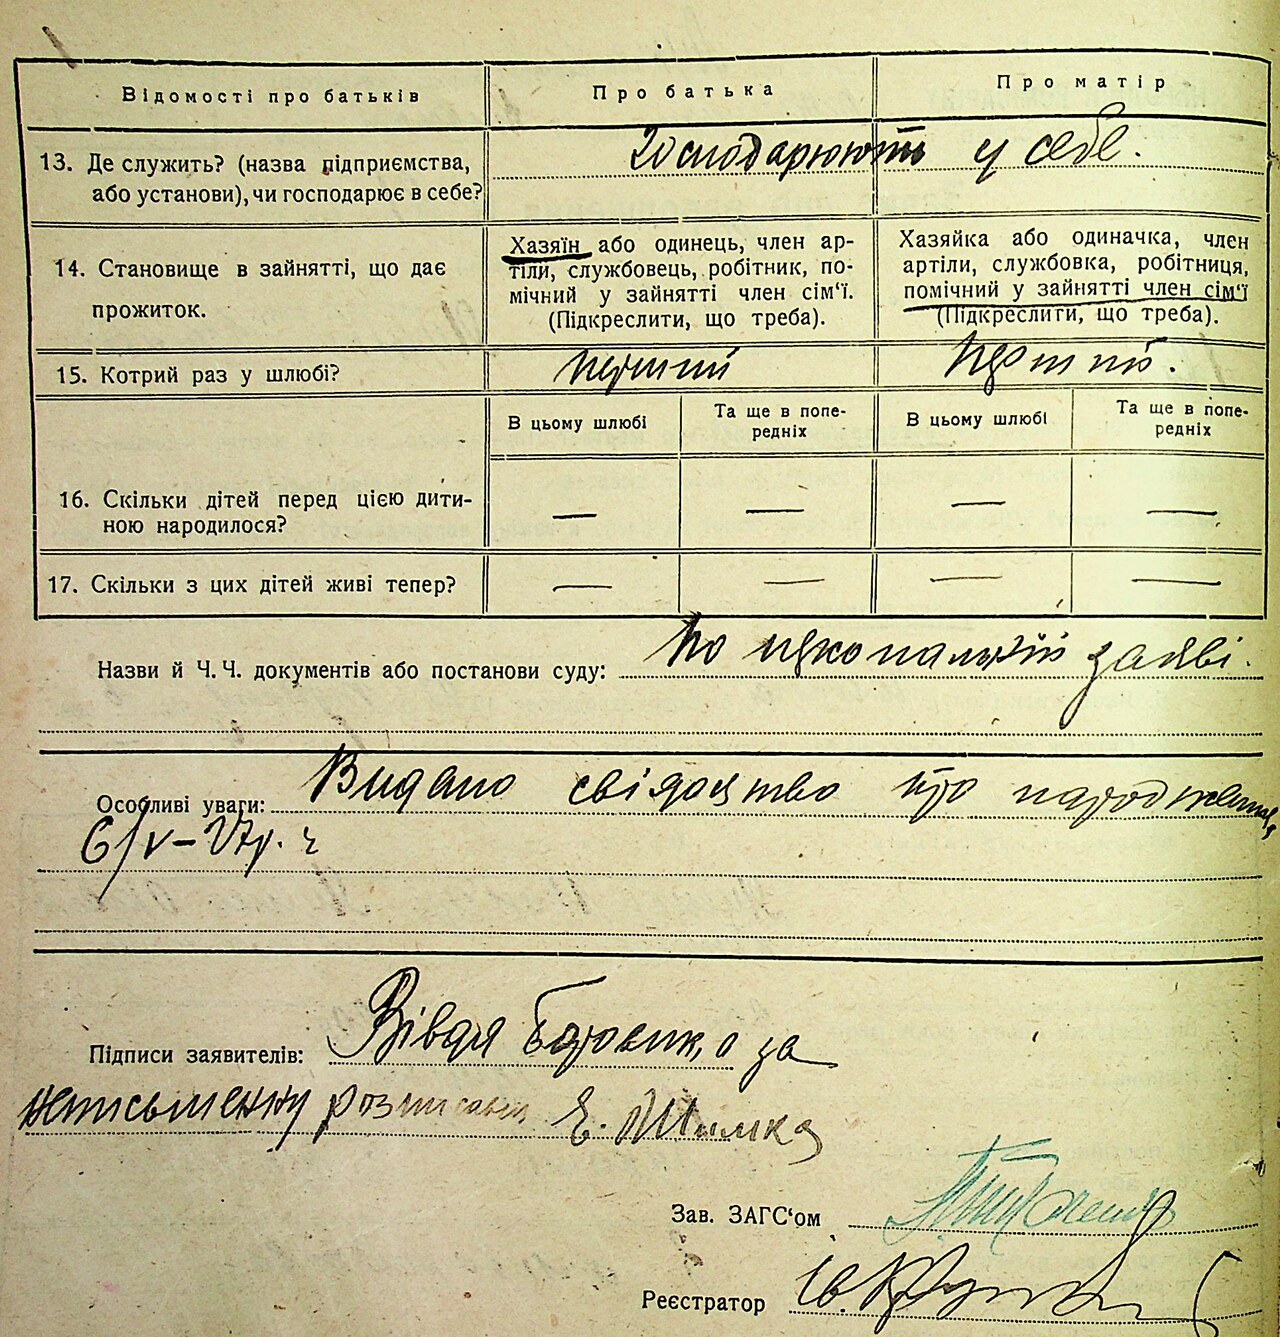 Відомості про батьків
Про батька
Про матір
13. Де служить? (назва підприємства,
або установи), чи господарює в себе?
Господарюють у себе.
14. Становище в зайнятті, що дає
прожиток.
Хазяїн або одинець, член ар-
тіли, службовець, робітник, по-
мічний у зайнятті член сім‘ї.
(Підкреслити, що треба).
Хазяйка або одиначка, член
артіли, службовка, робітниця,
помічний у зайнятті член сім‘ї
(Підкреслити, що треба).
15. Котрий раз у шлюбі?
перший
перший.
В цьому шлюбі
Та ще в попе-
редніх
В цьому шлюбі
Та ще в попе-
редніх
16. Скільки дітей перед цією дити-
ною народилося?
— — — —
17. Скільки з цих дітей живі тепер?
— — — —
Назви й Ч. Ч. документів або постанови суду: По заяві.
Особливі уваги: Видано свідоцтво про народження
6/V–27р. ч
Підписи заявителів: за
неписьменну розписавсь Є. Шимка
Зав. ЗАГС‘ом
Реєстратор